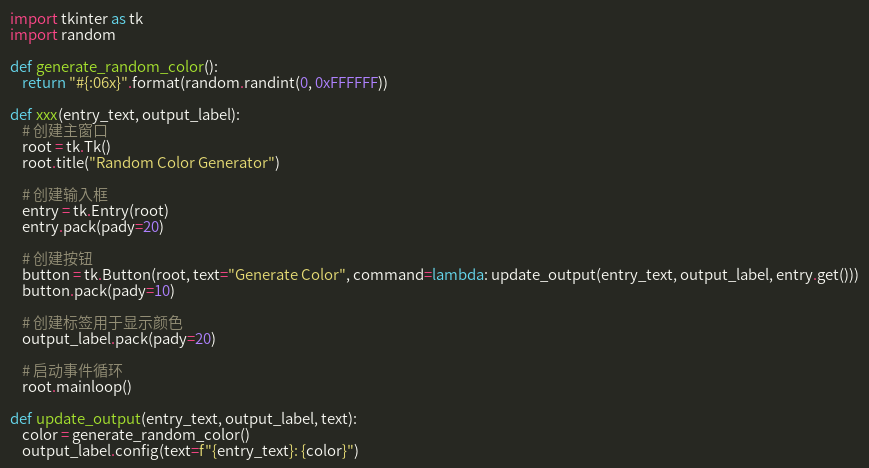 import tkinter as tk
import random
def generate_random_color():
    return "#{:06x}".format(random.randint(0, 0xFFFFFF))
def xxx(entry_text, output_label):
    # 创建主窗口
    root = tk.Tk()
    root.title("Random Color Generator")
    # 创建输入框
    entry = tk.Entry(root)
    entry.pack(pady=20)
    # 创建按钮
    button = tk.Button(root, text="Generate Color", command=lambda: update_output(entry_text, output_label, entry.get()))
    button.pack(pady=10)
    # 创建标签用于显示颜色
    output_label.pack(pady=20)
    # 启动事件循环
    root.mainloop()
def update_output(entry_text, output_label, text):
    color = generate_random_color()
    output_label.config(text=f"{entry_text}: {color}")